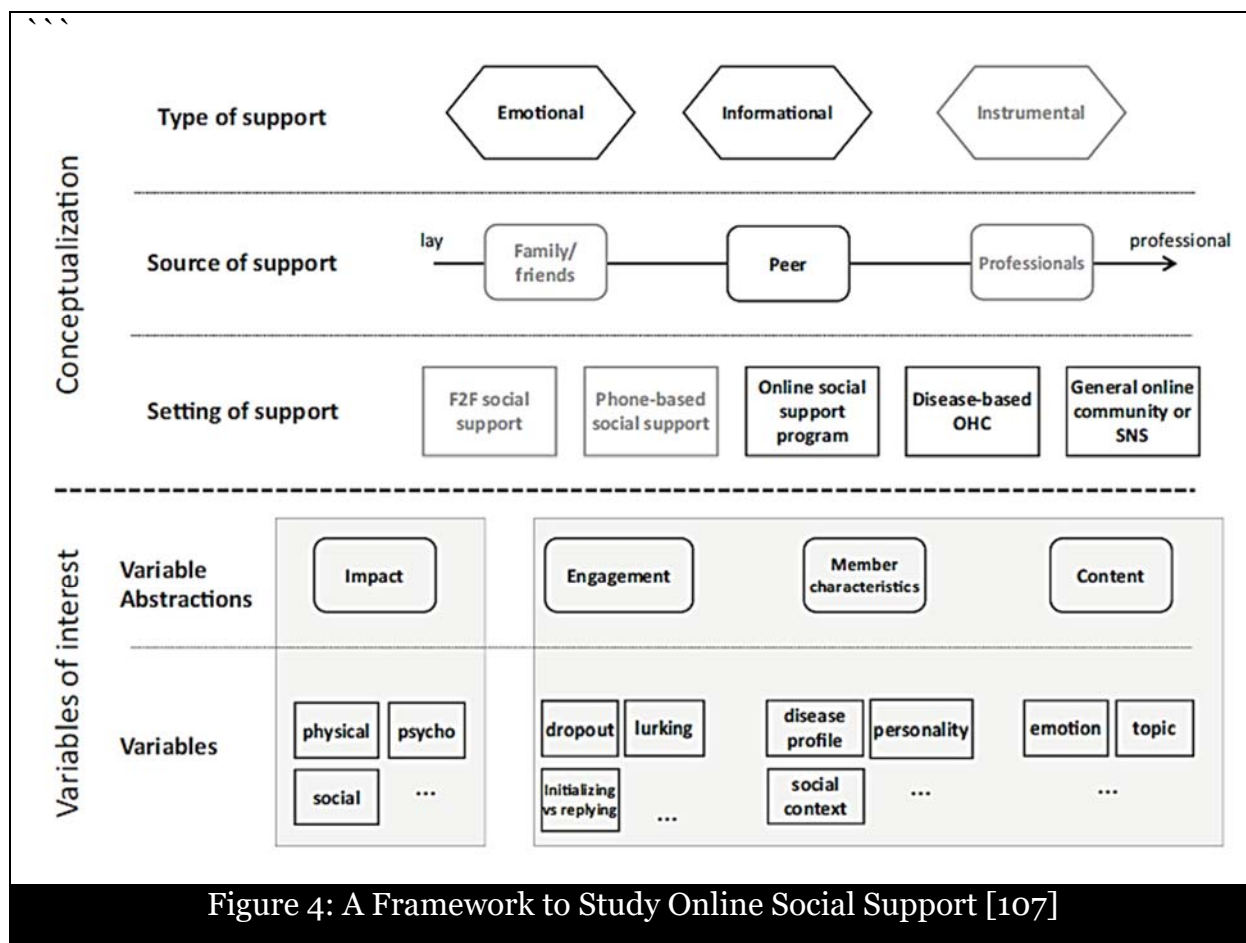 ```
Type of support
Emotional
Informational
Instrumental
Conceptualization
lay
professional
Source of support
Family/
friends
Peer
Professionals
Setting of support
F2F social
support
Phone-based
social support
Online social
support
program
Disease-based
OHC
General online
community or
SNS
Variables of interest
Variable
Abstractions
Impact
Engagement
Member
characteristics
Content
Variables
physical
psycho
social
...
dropout
lurking
Initializing
vs replying
...
disease
profile
personality
social
context
...
emotion
topic
...
Figure 4: A Framework to Study Online Social Support [107]